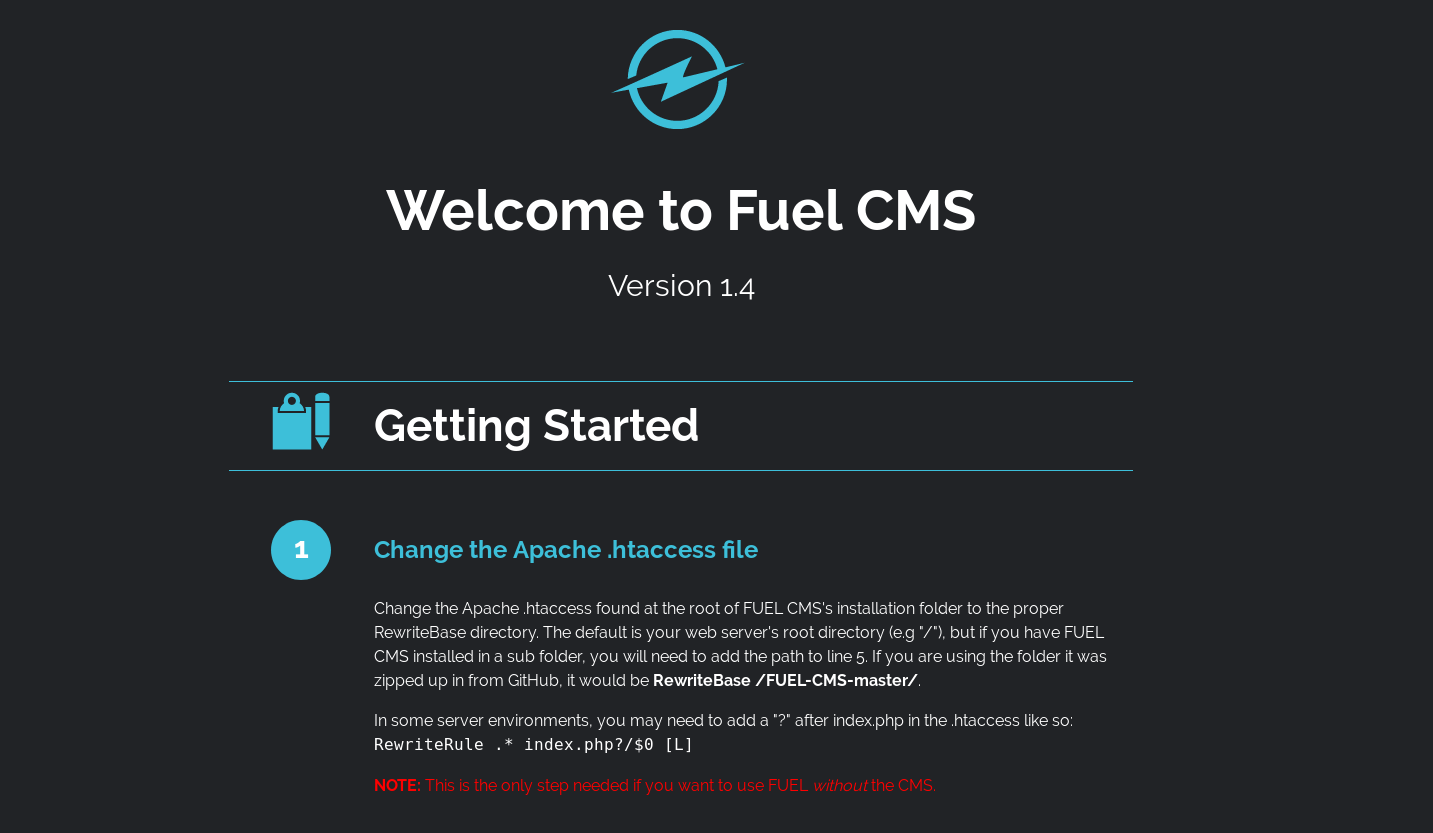 Welcome to Fuel CMS
Version 1.4
Getting Started
1
Change the Apache .htaccess file
Change the Apache .htaccess found at the root of FUEL CMS's installation folder to the proper
RewriteBase directory. The default is your web server's root directory (e.g "/"), but if you have FUEL
CMS installed in a sub folder, you will need to add the path to line 5. If you are using the folder it was
zipped up in from GitHub, it would be RewriteBase /FUEL-CMS-master/.
In some server environments, you may need to add a "?" after index.php in the .htaccess like so:
RewriteRule .* index.php?/$0 [L]
NOTE: This is the only step needed if you want to use FUEL without the CMS.